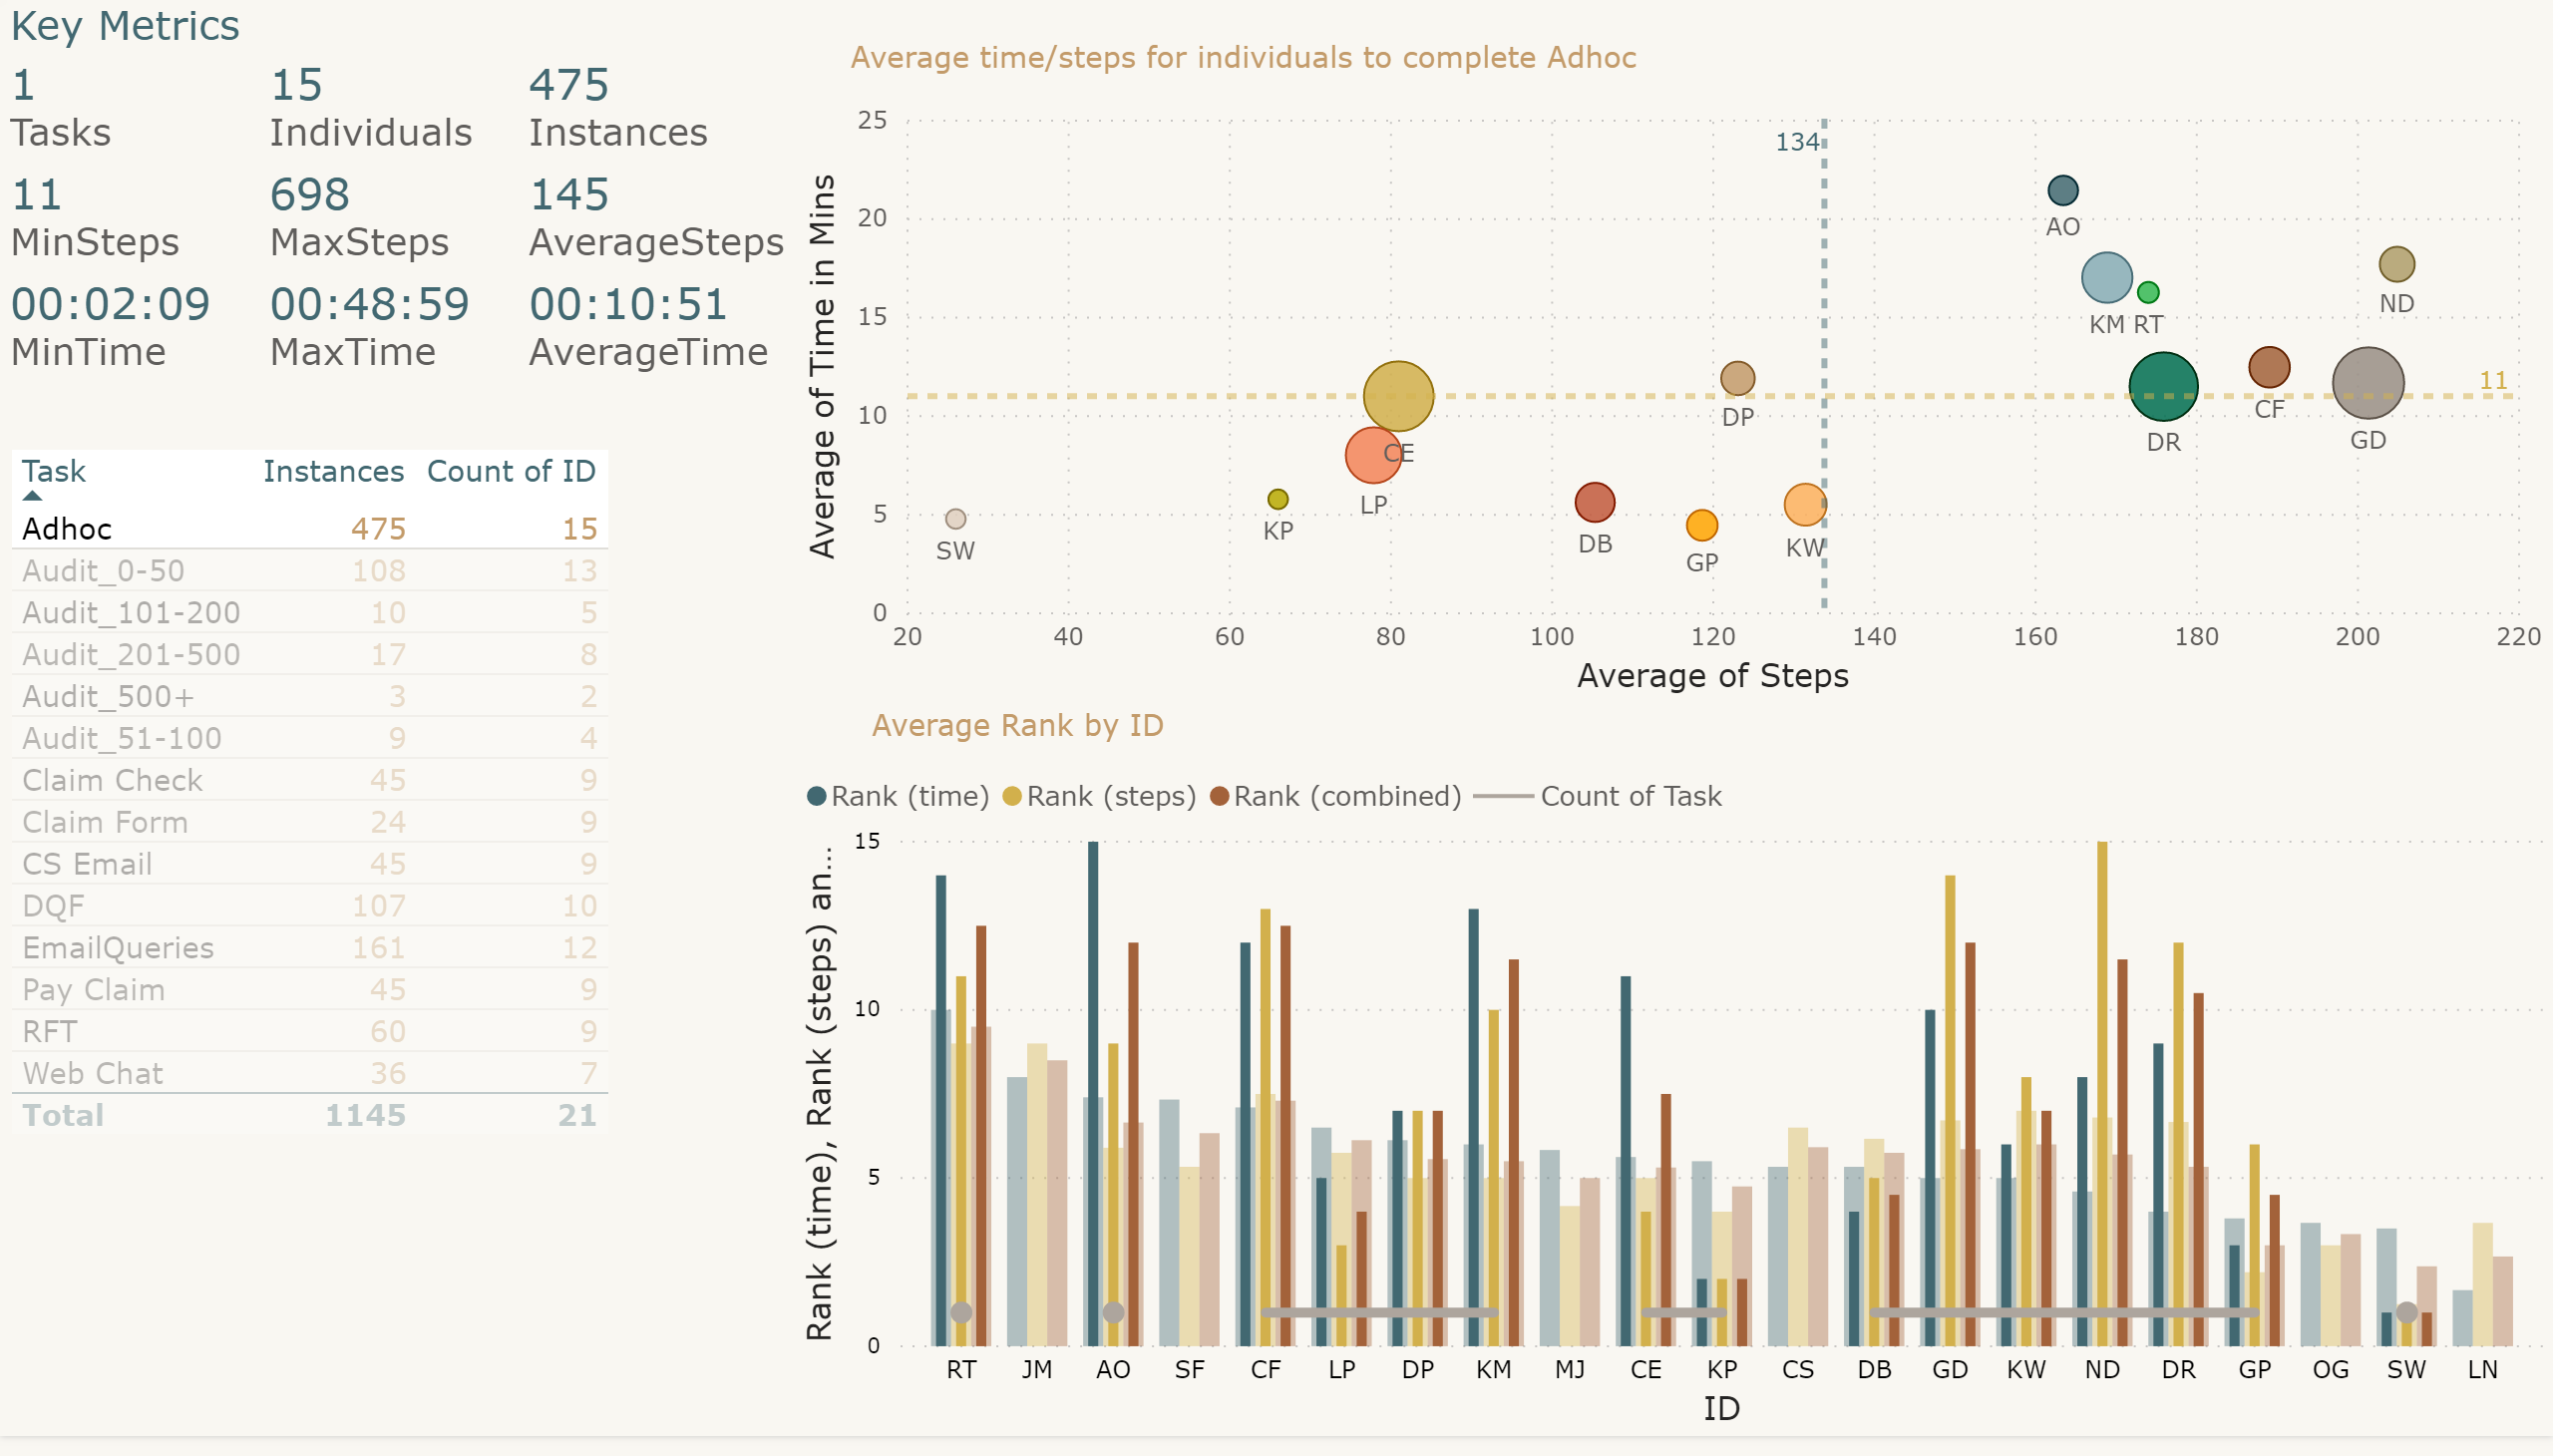 Key Metrics
1
Tasks
15
Individuals
475
Instances
11
MinSteps
698
MaxSteps
145
AverageSteps
00:02:09
MinTime
00:48:59
MaxTime
00:10:51
AverageTime
Task Instances Count of ID
Adhoc 475 15
Audit_0-50 108 13
Audit_101-200 10 5
Audit_201-500 17 8
Audit_500+ 3 2
Audit_51-100 9 4
Claim Check 45 9
Claim Form 24 9
CS Email 45 9
DQF 107 10
EmailQueries 161 12
Pay Claim 45 9
RFT 60 9
Web Chat 36 7
Total 1145 21
Average time/steps for individuals to complete Adhoc
Average of Time in Mins
25
20
15
10
5
0
134
11
AO
ND
KM RT
CE
DP
DR
CF
GD
LP
SW
KP
DB
GP
KW
20 40 60 80 100 120 140 160 180 200 220
Average of Steps
Average Rank by ID
Rank (time) Rank (steps) Rank (combined) Count of Task
Rank (time), Rank (steps) an...
15
10
5
0
RT JM AO SF CF LP DP KM MJ CE KP CS DB GD KW ND DR GP OG SW LN
ID